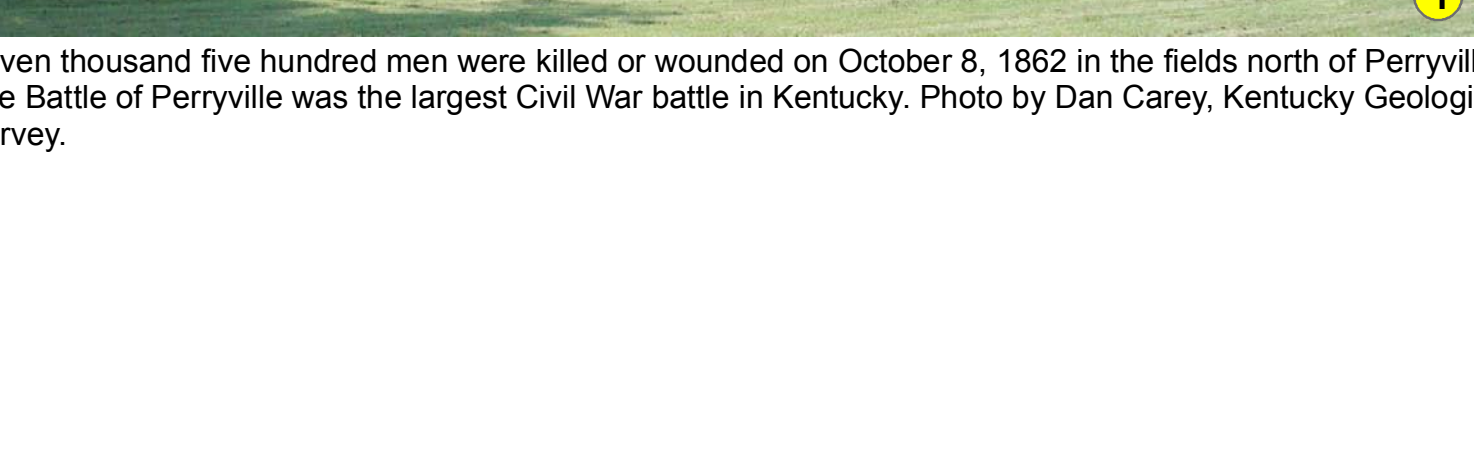 ven thousand five hundred men were killed or wounded on October 8, 1862 in the fields north of Perryvill
e Battle of Perryville was the largest Civil War battle in Kentucky. Photo by Dan Carey, Kentucky Geologi
rvey.